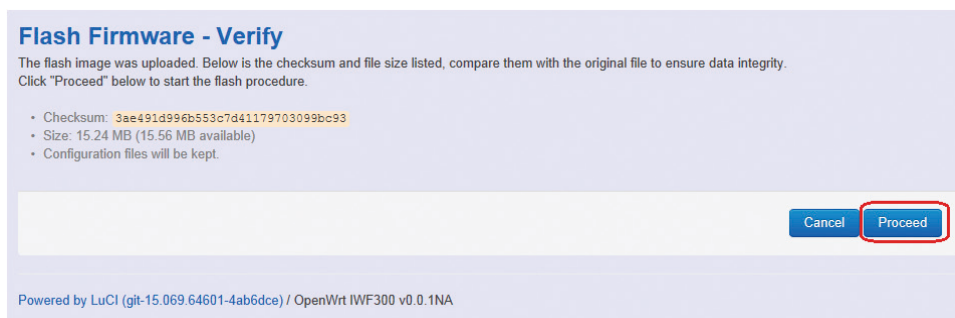 Flash Firmware - Verify
The flash image was uploaded. Below is the checksum and file size listed, compare them with the original file to ensure data integrity.
Click "Proceed" below to start the flash procedure.
• Checksum: 3ae491d996b553c7d41179703099bc93
• Size: 15.24 MB (15.56 MB available)
• Configuration files will be kept.
Cancel Proceed
Powered by LuCI (git-15.069.64601-4ab6dce) / OpenWrt IWF300 v0.0.1NA